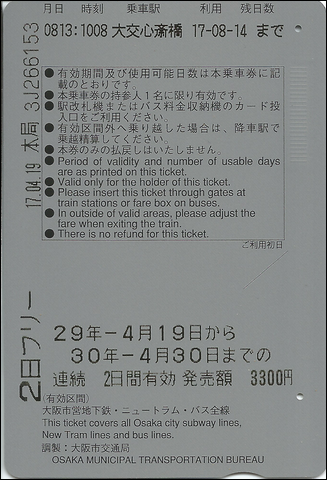 月日 時刻 乗車駅 利用 残日数
0813:1008 大交心斎橋 17-08-14 まで
17.04.19 本局 3J266153
●有効期間及び使用可能日数は本乗車券に記載のとおりです。
●本乗車券の持参人1名に限り有効です。
●駅改札機またはバス料金収納機のカード投入口をご利用ください。
●有効区間外へ乗り越した場合は、降車駅で乗越精算してください。
●本券のみの払戻しはいたしません。
●Period of validity and number of usable days
are as printed on this ticket.
●Valid only for the holder of this ticket.
●Please insert this ticket through gates at
train stations or fare box on buses.
●In outside of valid areas, please adjust the
fare when exiting the train.
●There is no refund for this ticket.
ご利用初日
2日フリー
29年-4月19日から
30年-4月30日までの
連続 2日間有効 発売額 3300円
(有効区間)
大阪市営地下鉄・ニュートラム・バス全線
This ticket covers all Osaka city subway lines,
New Tram lines and bus lines.
調製:大阪市交通局
OSAKA MUNICIPAL TRANSPORTATION BUREAU